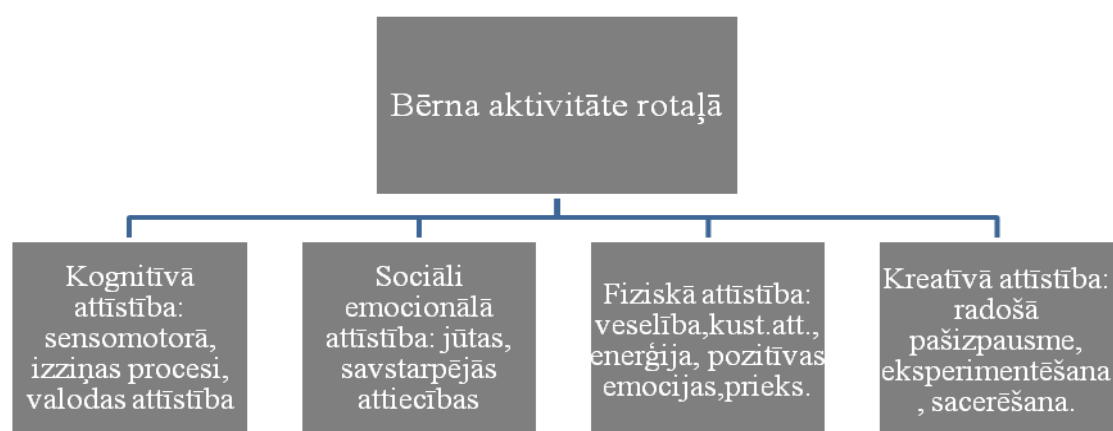 Bērna aktivitāte rotaļā
Kognitīvā
attīstība:
sensomotorā,
izziņas procesi,
valodas attīstība
Sociāli
emocionālā
attīstība: jūtas,
savstarpējās
attiecības
Fiziskā attīstība:
veselība,kust.att.,
enerģija, pozitīvas
emocijas,prieks.
Kreatīvā attīstība:
radošā
pašizpausme,
eksperimentēšana
, sacerēšana.